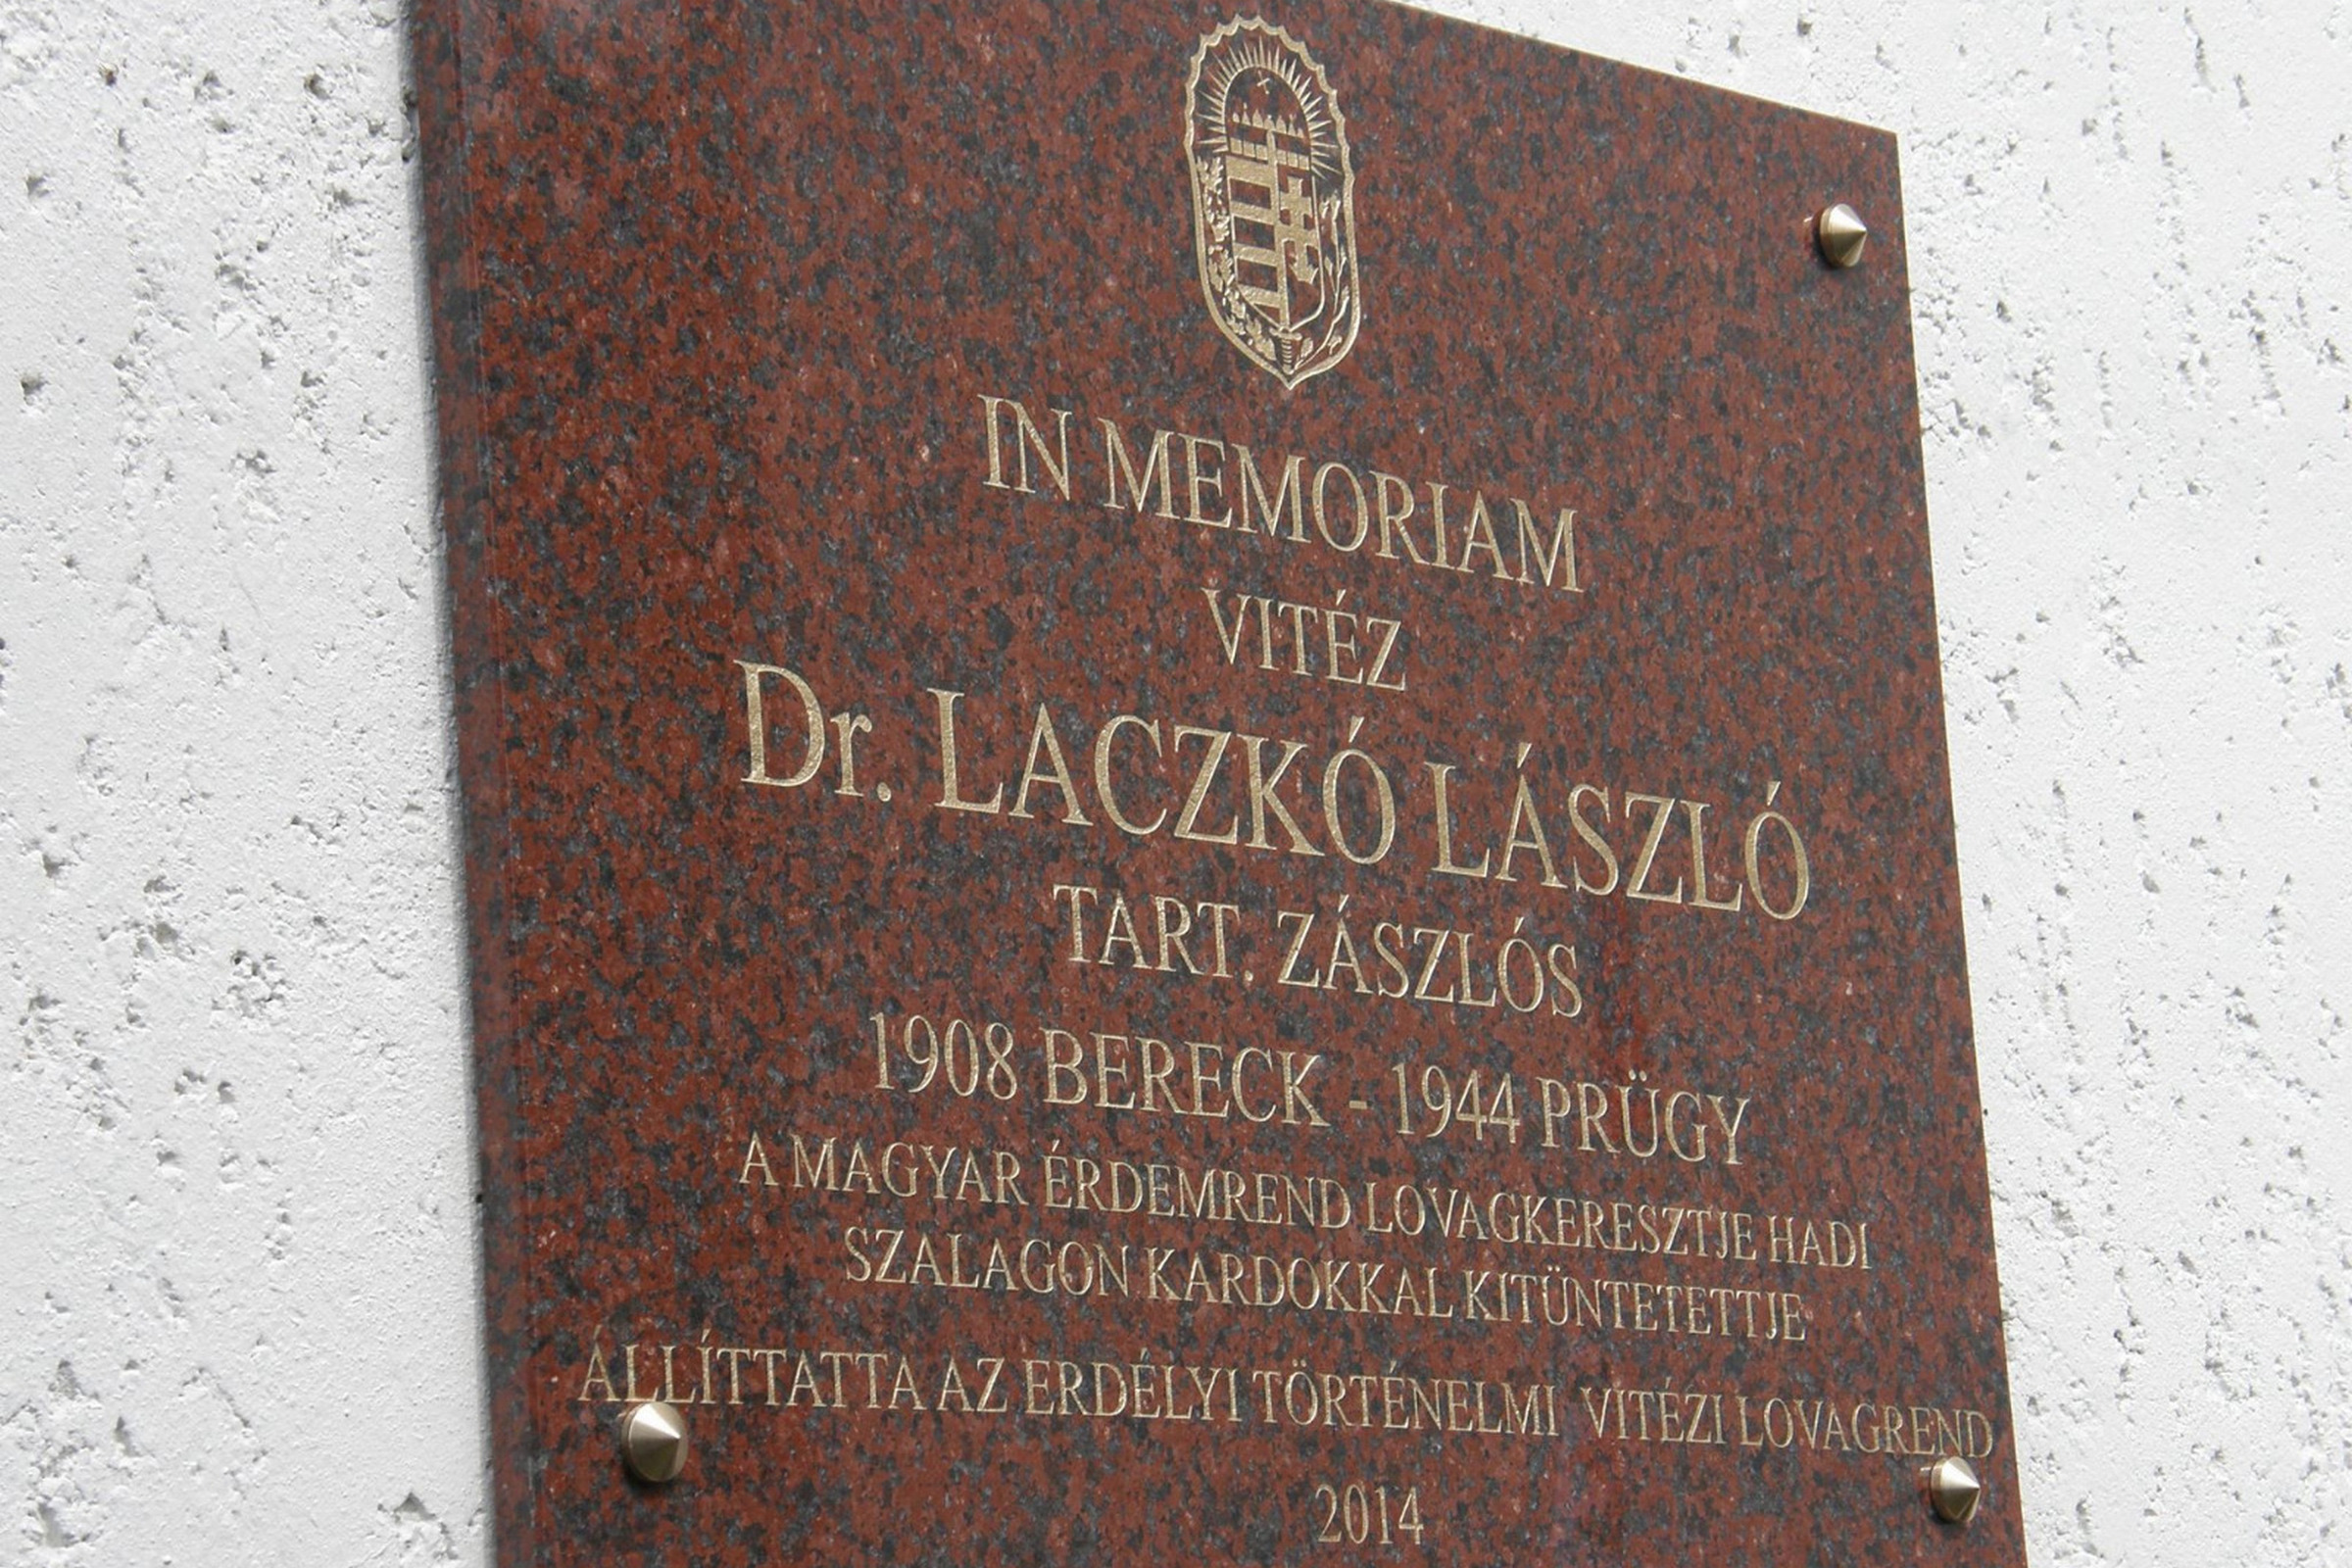 IN MEMORIAM
VITÉZ
Dr. LACZKÓ LÁSZLÓ
TART. ZÁSZLÓS
1908 BERECK - 1944 PRÜGY
A MAGYAR ÉRDEMREND LOVAGKERESZTJE HADI
SZALAGON KARDOKKAL KITÜNTETETTJE
ÁLLÍTTATTA AZ ERDÉLYI TÖRTÉNELMI VITÉZI LOVAGREND
2014